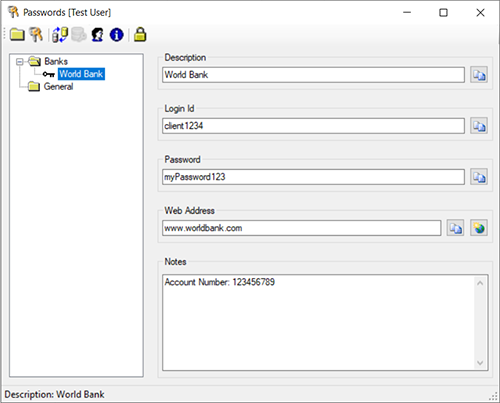 Passwords [Test User]
Banks
World Bank
General
Description
World Bank
Login Id
client1234
Password
myPassword123
Web Address
www.worldbank.com
Notes
Account Number: 123456789
Description: World Bank